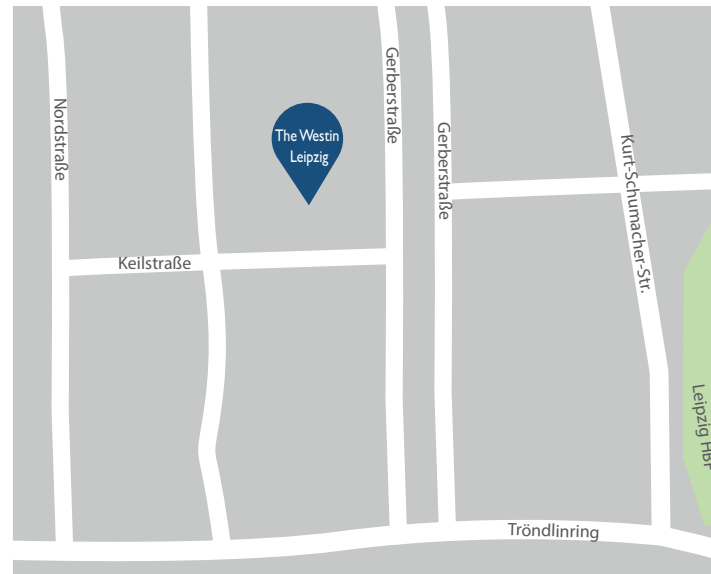 Gerberstraße
Nordstraße
The Westin
Leipzig
Gerberstraße
Kurt-Schumacher-Str.
Keilstraße
Leipzig HBF
Tröndlinring